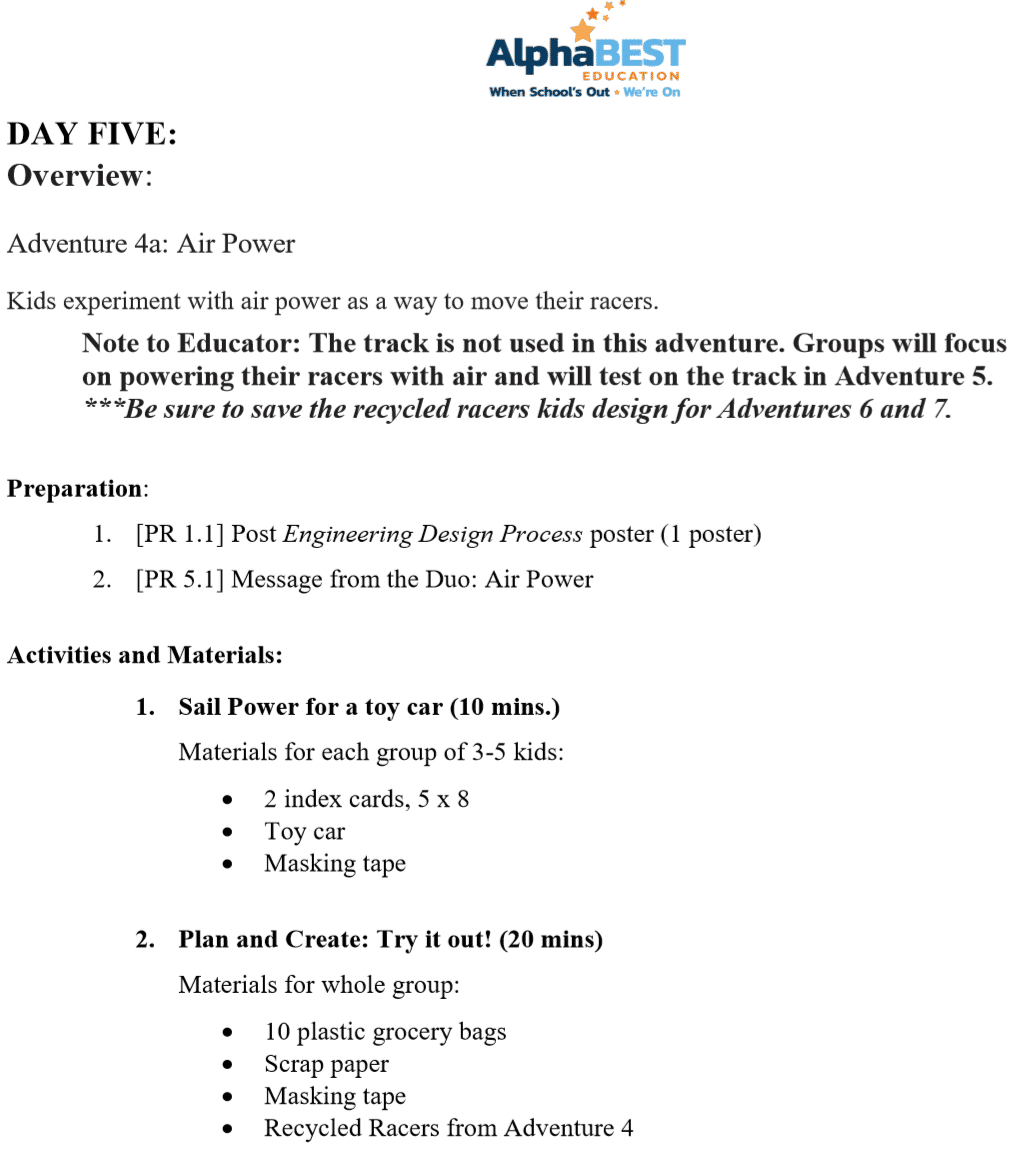 AlphaBEST
EDUCATION
When School's Out ★ We're On
DAY FIVE:
Overview:
Adventure 4a: Air Power
Kids experiment with air power as a way to move their racers.
Note to Educator: The track is not used in this adventure. Groups will focus
on powering their racers with air and will test on the track in Adventure 5.
***Be sure to save the recycled racers kids design for Adventures 6 and 7.
Preparation:
1. [PR 1.1] Post Engineering Design Process poster (1 poster)
2. [PR 5.1] Message from the Duo: Air Power
Activities and Materials:
1. Sail Power for a toy car (10 mins.)
Materials for each group of 3-5 kids:
• 2 index cards, 5 x 8
• Toy car
• Masking tape
2. Plan and Create: Try it out! (20 mins)
Materials for whole group:
• 10 plastic grocery bags
• Scrap paper
• Masking tape
• Recycled Racers from Adventure 4